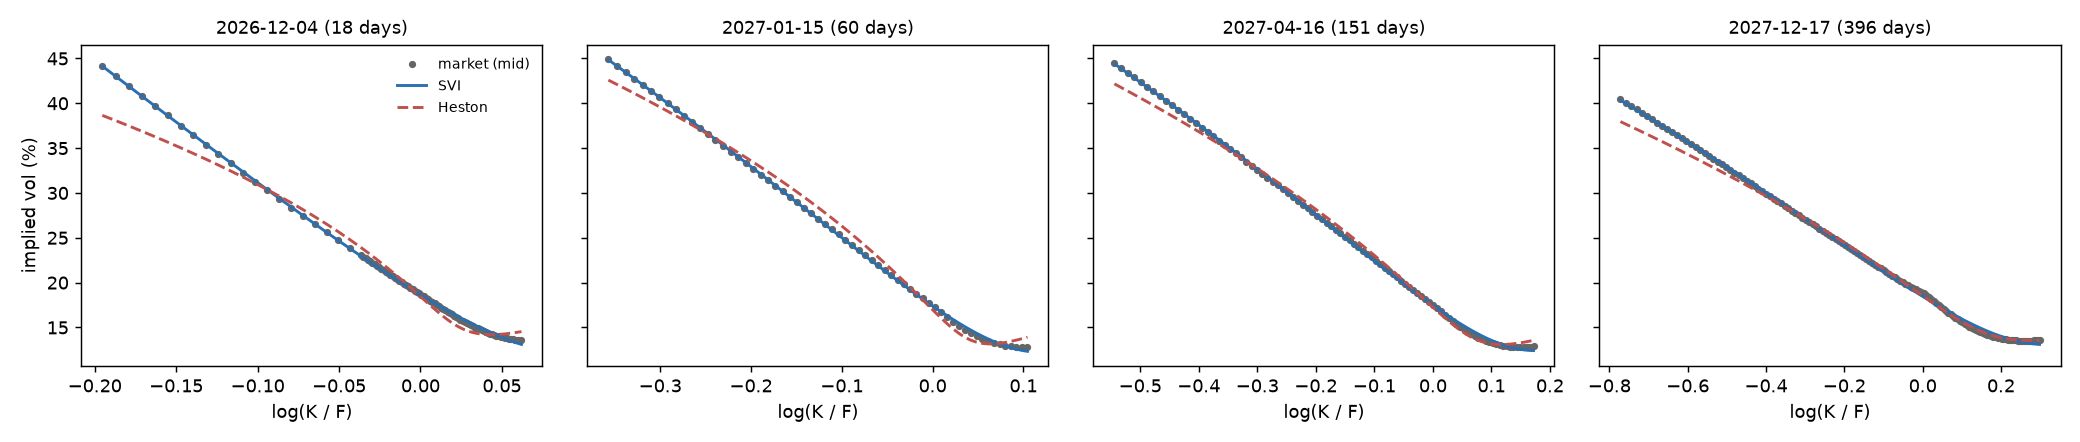 2026-12-04 (18 days)
2027-01-15 (60 days)
2027-04-16 (151 days)
2027-12-17 (396 days)
implied vol (%)
45
40
35
30
25
20
15
market (mid)
SVI
Heston
−0.20 −0.15 −0.10 −0.05 0.00 0.05
−0.3 −0.2 −0.1 0.0 0.1
−0.5 −0.4 −0.3 −0.2 −0.1 0.0 0.1 0.2
−0.8 −0.6 −0.4 −0.2 0.0 0.2
log(K / F)
log(K / F)
log(K / F)
log(K / F)